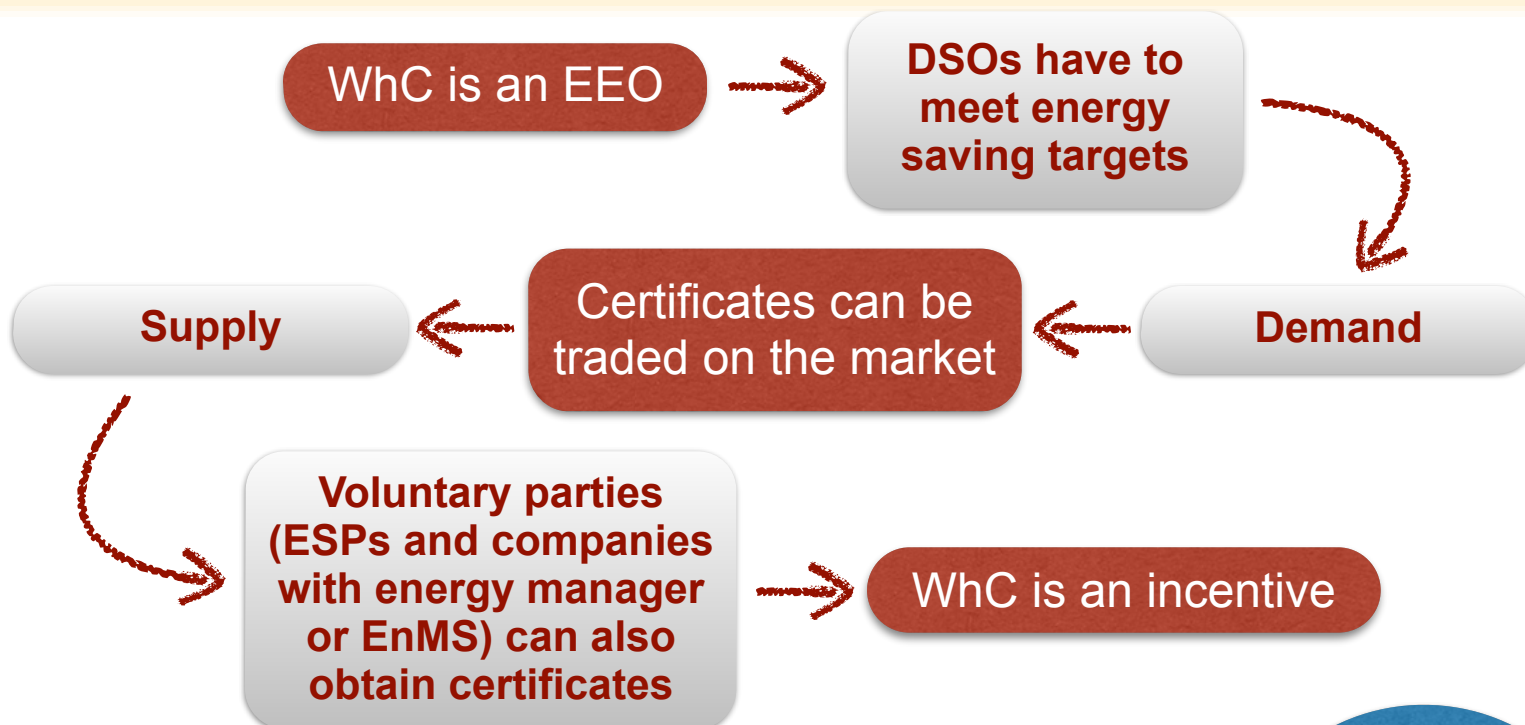 WhC is an EEO
DSOs have to
meet energy
saving targets
Demand
Certificates can be
traded on the market
Supply
Voluntary parties
(ESPs and companies
with energy manager
or EnMS) can also
obtain certificates
WhC is an incentive